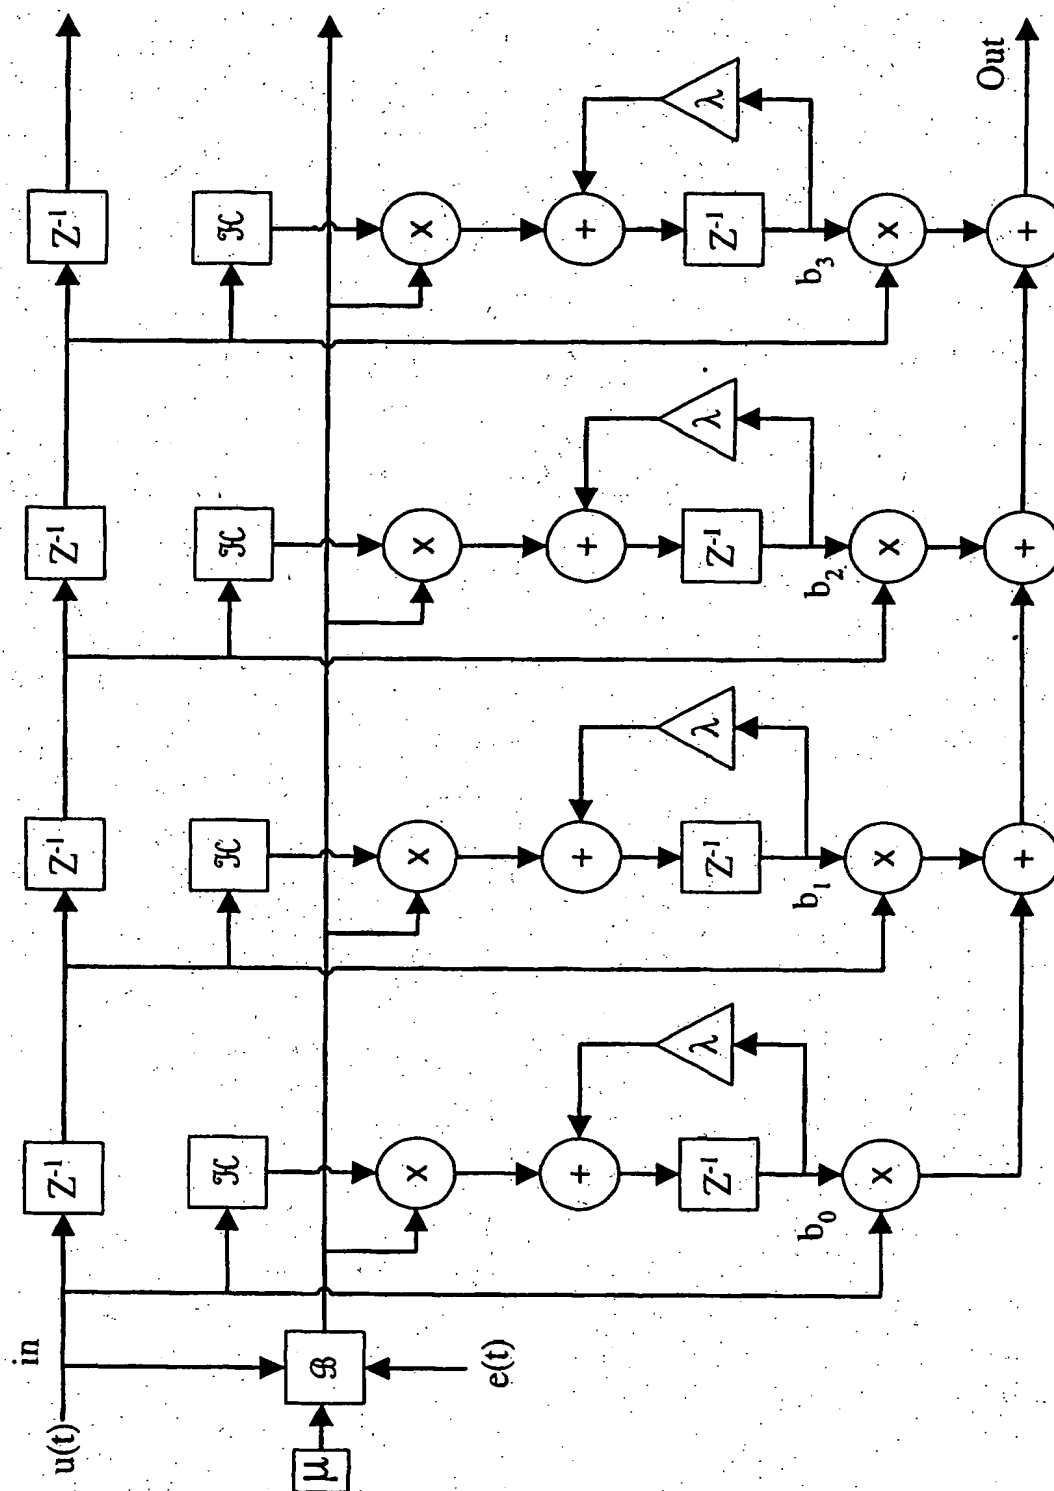 in
u(t) Z⁻¹ Z⁻¹ Z⁻¹ Z⁻¹
ℋ ℋ ℋ ℋ
μ ℬ
× × × ×
e(t)
+ + + +
Z⁻¹ λ Z⁻¹ λ Z⁻¹ λ Z⁻¹ λ
b₀ b₁ b₂ b₃
× × × ×
Out
+ + +